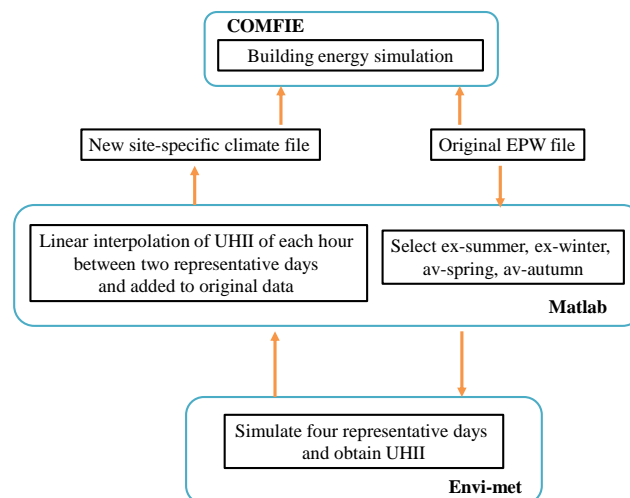 COMFIE
Building energy simulation
New site-specific climate file
Original EPW file
Linear interpolation of UHII of each hour
between two representative days
and added to original data
Select ex-summer, ex-winter,
av-spring, av-autumn
Matlab
Simulate four representative days
and obtain UHII
Envi-met